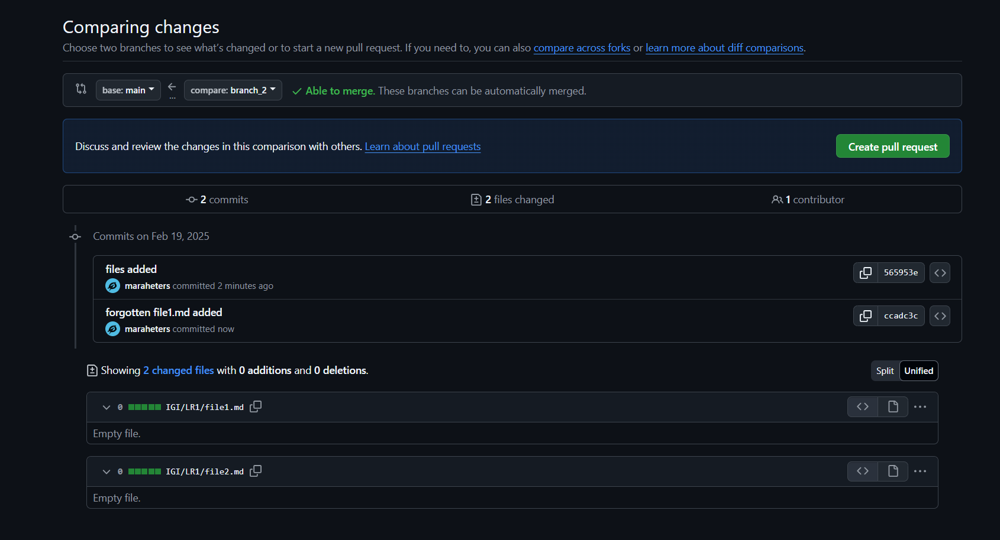 Comparing changes
Choose two branches to see what’s changed or to start a new pull request. If you need to, you can also compare across forks or learn more about diff comparisons.
base: main ... compare: branch_2 Able to merge. These branches can be automatically merged.
Discuss and review the changes in this comparison with others. Learn about pull requests Create pull request
2 commits 2 files changed 1 contributor
Commits on Feb 19, 2025
files added 565953e
maraheters committed 2 minutes ago
forgotten file1.md added ccadc3c
maraheters committed now
Showing 2 changed files with 0 additions and 0 deletions. Split Unified
0 IGI/LR1/file1.md
Empty file.
0 IGI/LR1/file2.md
Empty file.